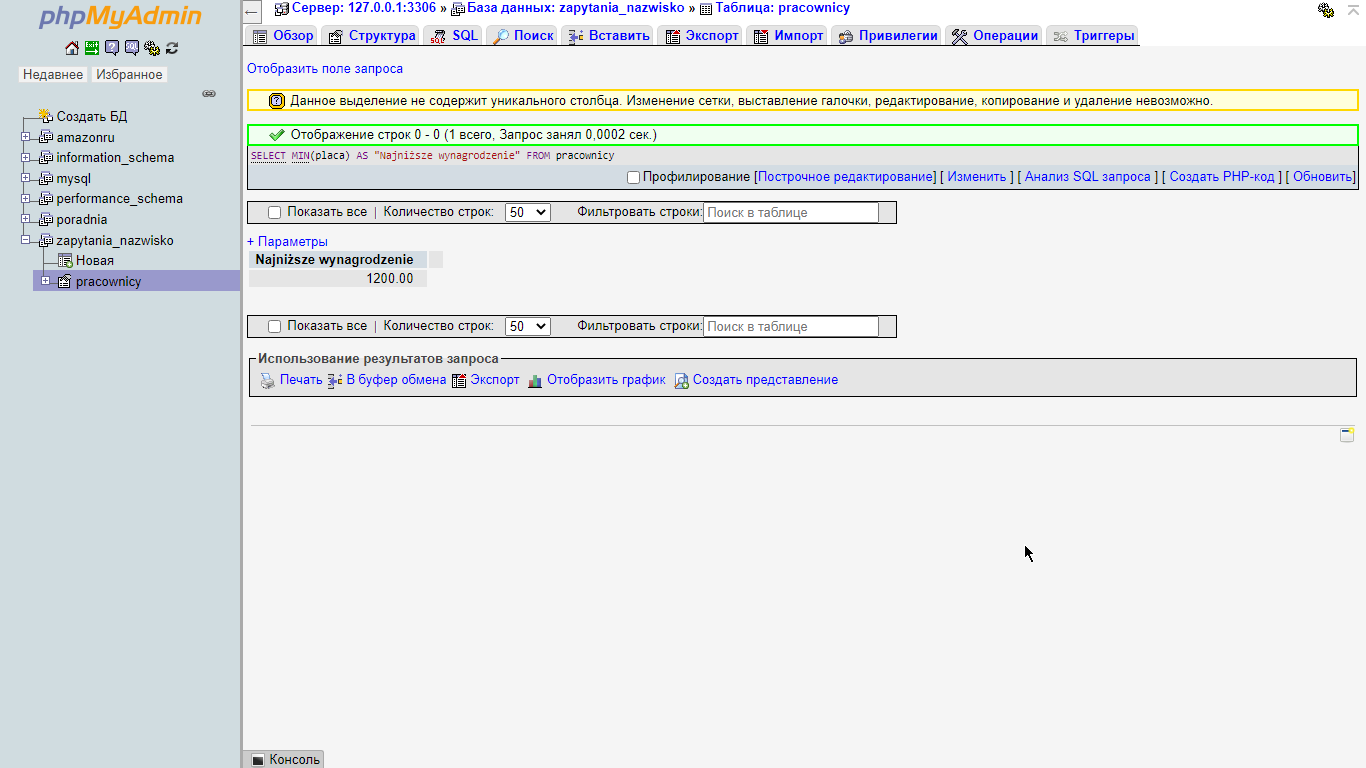 phpMyAdmin
Недавнее Избранное
Создать БД
amazonru
information_schema
mysql
performance_schema
poradnia
zapytania_nazwisko
Новая
pracownicy
Сервер: 127.0.0.1:3306 » База данных: zapytania_nazwisko » Таблица: pracownicy
Обзор Структура SQL Поиск Вставить Экспорт Импорт Привилегии Операции Триггеры
Отобразить поле запроса
Данное выделение не содержит уникального столбца. Изменение сетки, выставление галочки, редактирование, копирование и удаление невозможно.
Отображение строк 0 - 0 (1 всего, Запрос занял 0,0002 сек.)
SELECT MIN(placa) AS "Najniższe wynagrodzenie" FROM pracownicy
Профилирование [Построчное редактирование] [ Изменить ] [ Анализ SQL запроса ] [ Создать PHP-код ] [ Обновить]
Показать все | Количество строк: 50 Фильтровать строки: Поиск в таблице
+ Параметры
Najniższe wynagrodzenie
1200.00
Показать все | Количество строк: 50 Фильтровать строки: Поиск в таблице
Использование результатов запроса
Печать В буфер обмена Экспорт Отобразить график Создать представление
Консоль